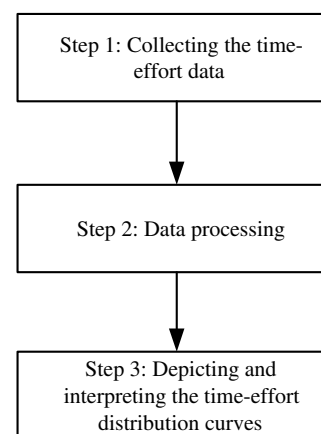 Step 1: Collecting the time-
effort data
Step 2: Data processing
Step 3: Depicting and
interpreting the time-effort
distribution curves